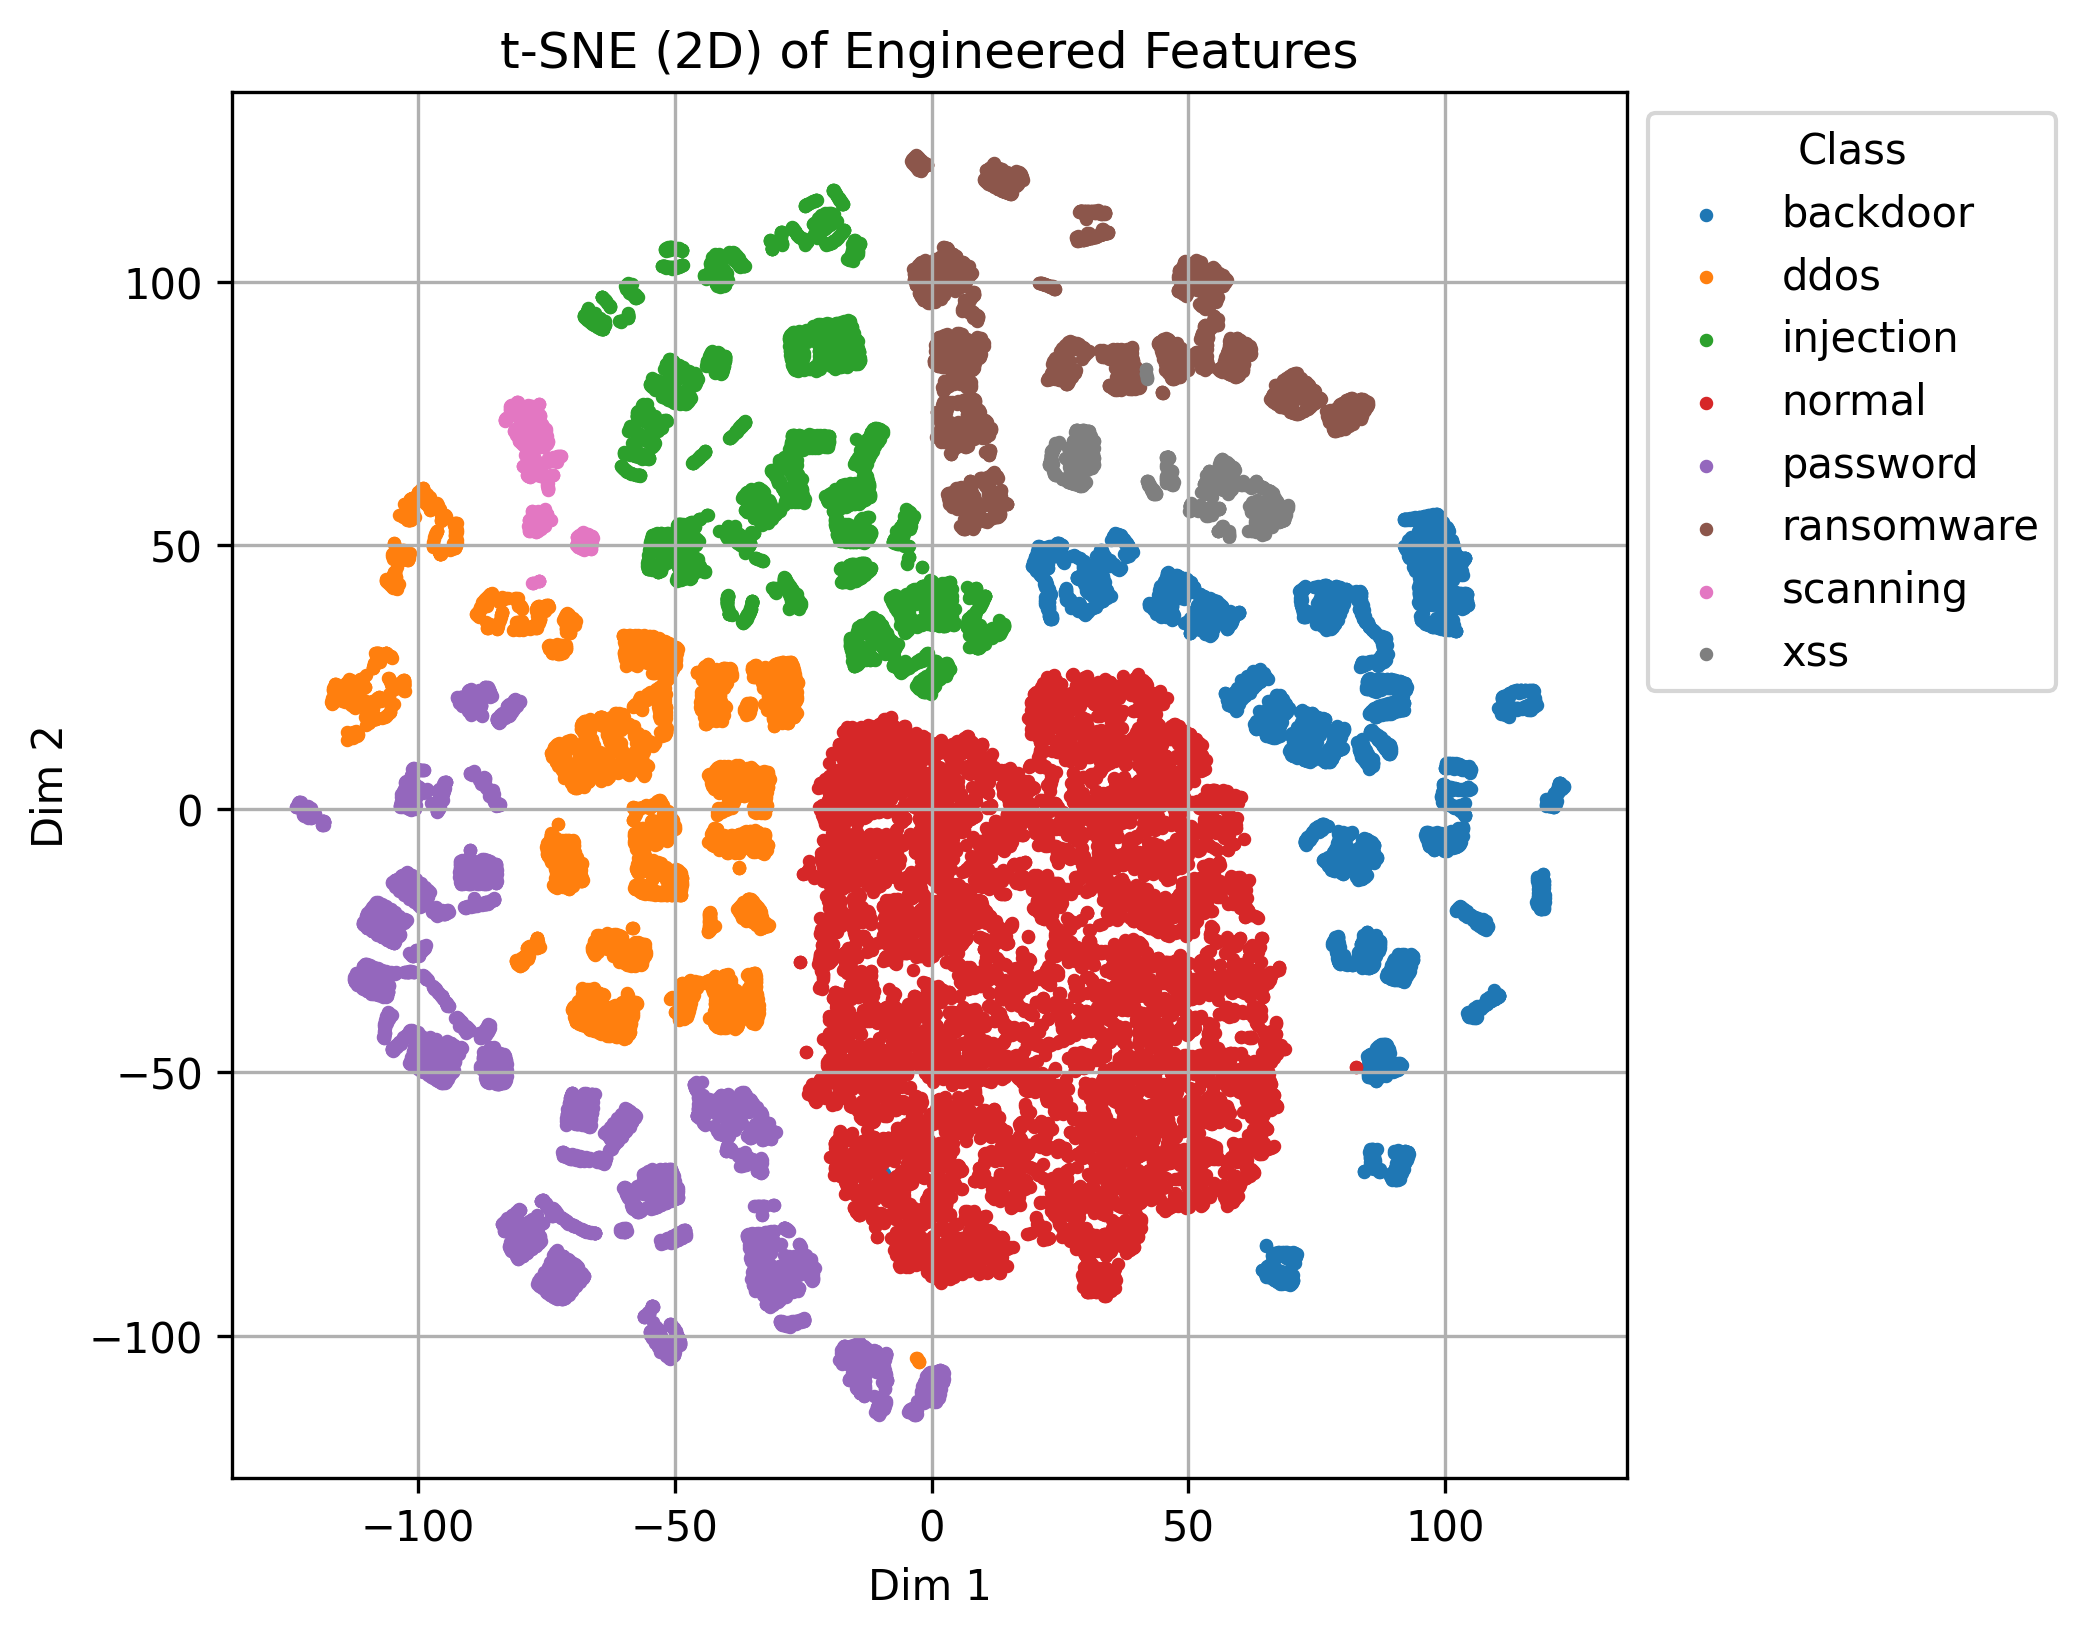 t-SNE (2D) of Engineered Features
Class
backdoor
ddos
injection
normal
password
ransomware
scanning
xss
100
50
0
−50
−100
Dim 2
−100
−50
0
50
100
Dim 1